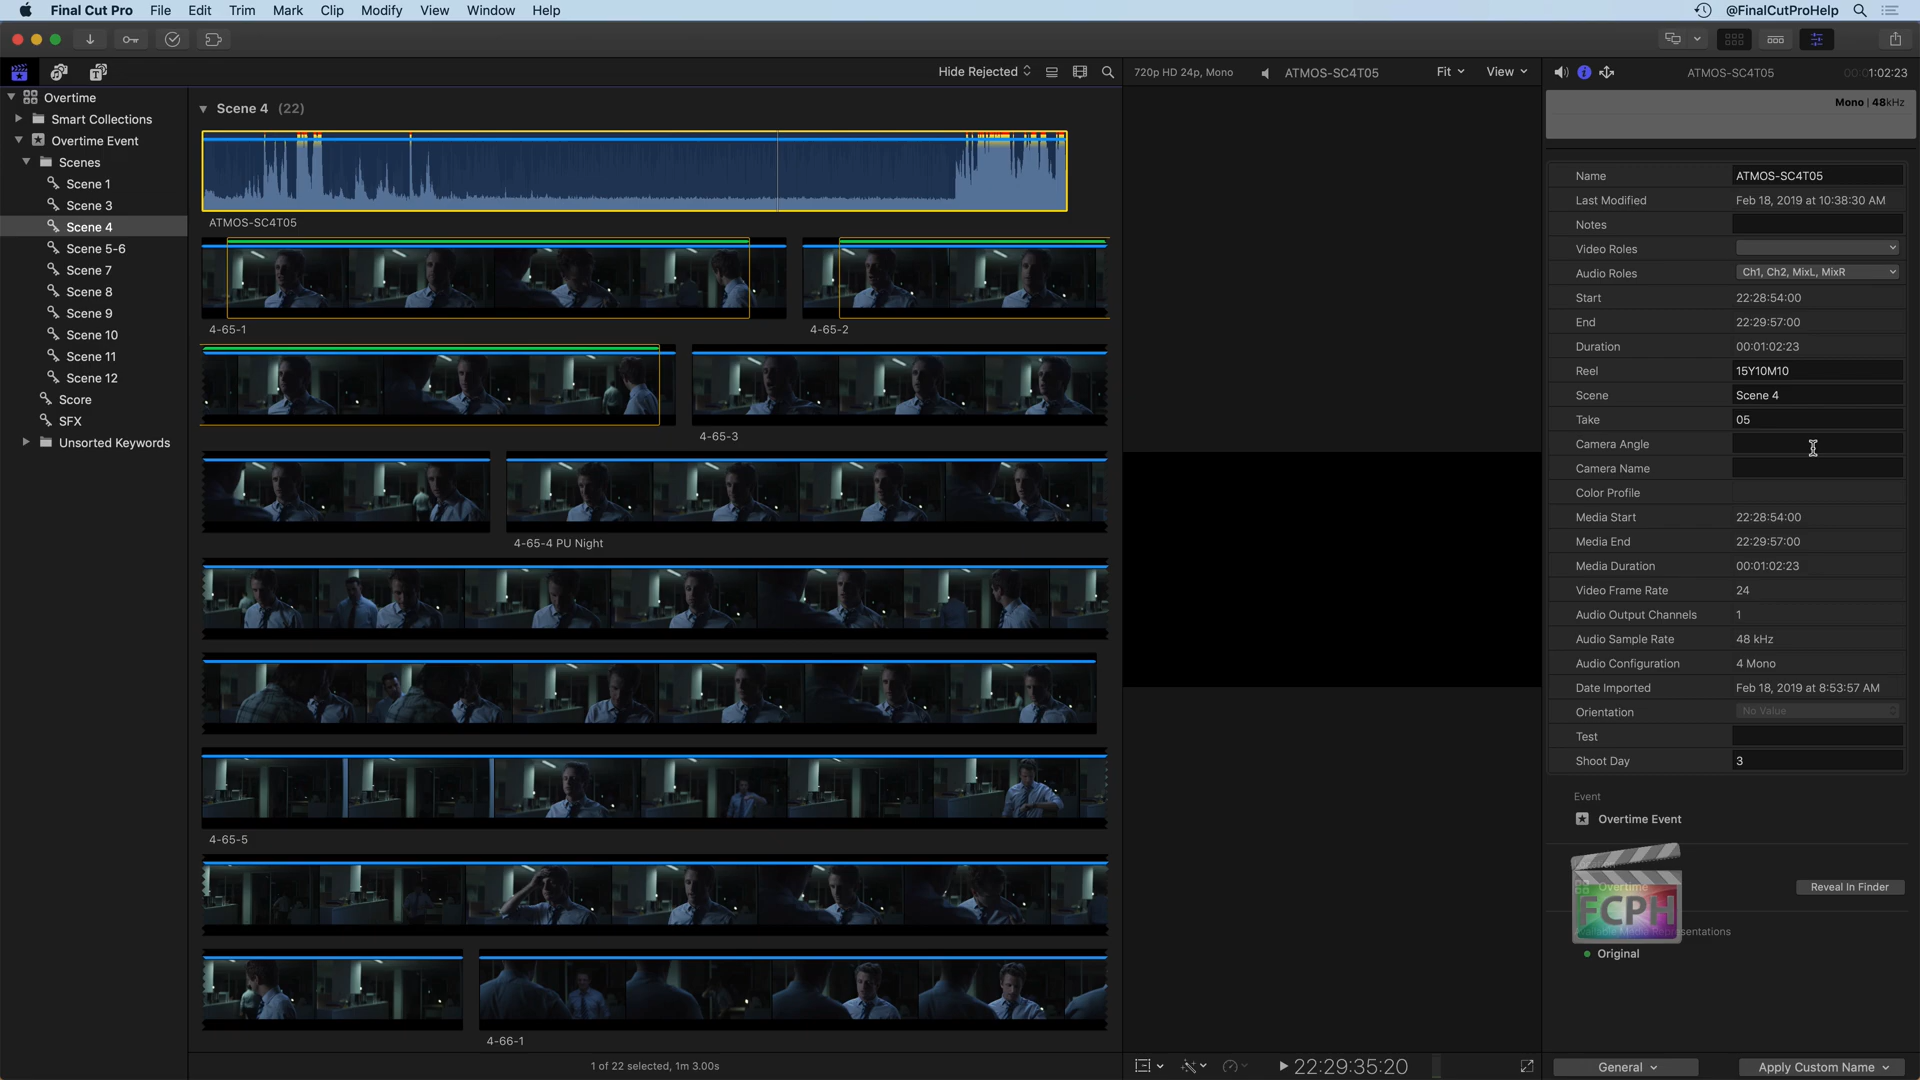 Final Cut Pro File Edit Trim Mark Clip Modify View Window Help
@FinalCutProHelp
Hide Rejected
720p HD 24p, Mono
ATMOS-SC4T05
Fit View
ATMOS-SC4T05
00:01:02:23
Overtime
Smart Collections
Overtime Event
Scenes
Scene 1
Scene 3
Scene 4
Scene 5-6
Scene 7
Scene 8
Scene 9
Scene 10
Scene 11
Scene 12
Score
SFX
Unsorted Keywords
Scene 4 (22)
ATMOS-SC4T05
4-65-1
4-65-2
4-65-3
4-65-4 PU Night
4-65-5
4-66-1
1 of 22 selected, 1m 3.00s
22:29:35:20
Mono | 48kHz
Name ATMOS-SC4T05
Last Modified Feb 18, 2019 at 10:38:30 AM
Notes
Video Roles
Audio Roles Ch1, Ch2, MixL, MixR
Start 22:28:54:00
End 22:29:57:00
Duration 00:01:02:23
Reel 15Y10M10
Scene Scene 4
Take 05
Camera Angle
Camera Name
Color Profile
Media Start 22:28:54:00
Media End 22:29:57:00
Media Duration 00:01:02:23
Video Frame Rate 24
Audio Output Channels 1
Audio Sample Rate 48 kHz
Audio Configuration 4 Mono
Date Imported Feb 18, 2019 at 8:53:57 AM
Orientation No Value
Test
Shoot Day 3
Event
Overtime Event
Overtime
Reveal In Finder
FCPH
Available Media Representations
Original
General
Apply Custom Name